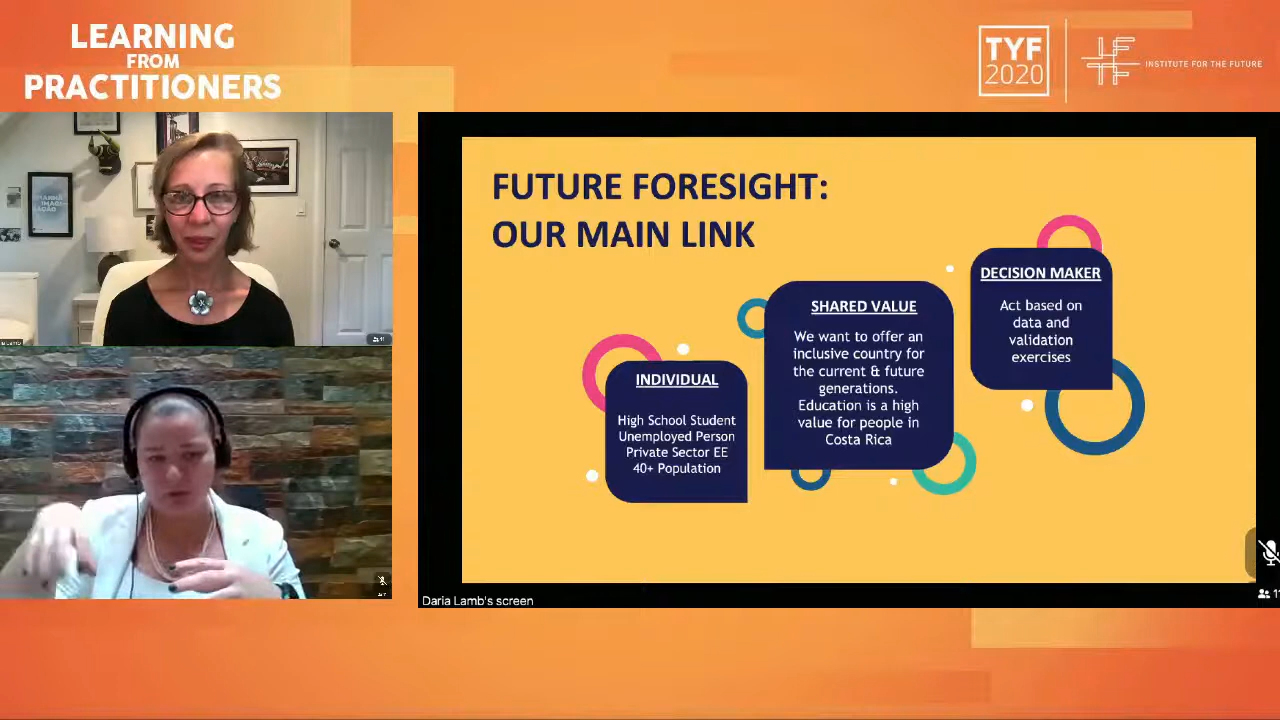 LEARNING
FROM
PRACTITIONERS
TYF
2020
INSTITUTE FOR THE FUTURE
FUTURE FORESIGHT:
OUR MAIN LINK
INDIVIDUAL
High School Student
Unemployed Person
Private Sector EE
40+ Population
SHARED VALUE
We want to offer an
inclusive country for
the current & future
generations.
Education is a high
value for people in
Costa Rica
DECISION MAKER
Act based on
data and
validation
exercises
Daria Lamb's screen